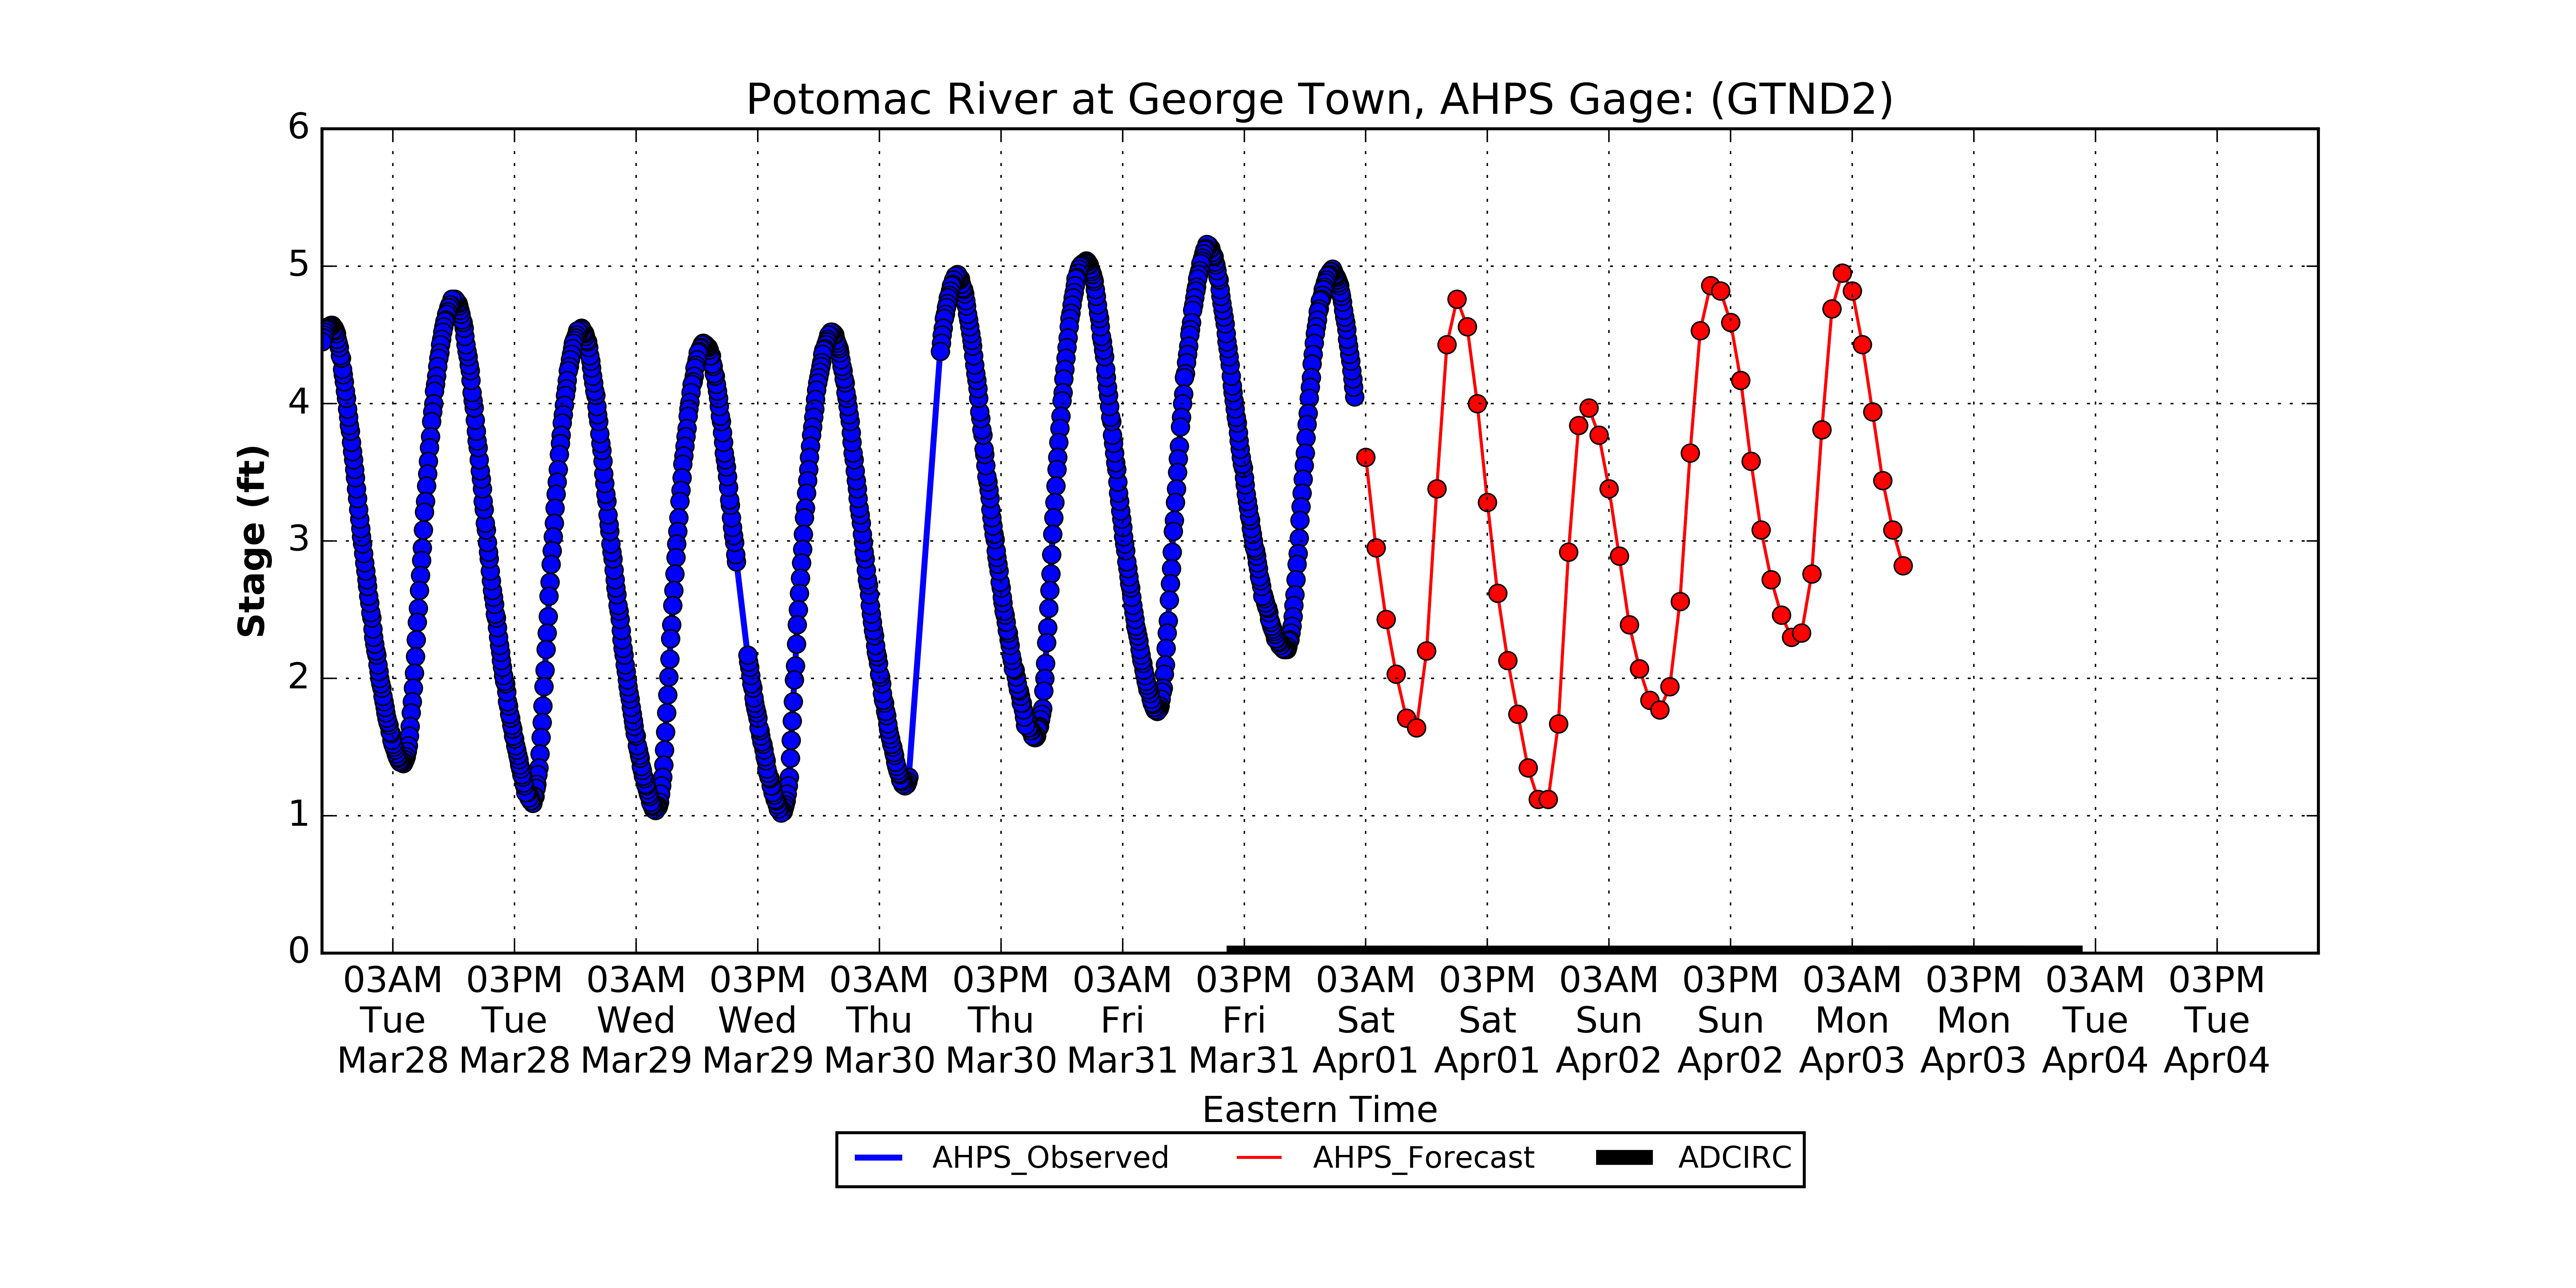 Potomac River at George Town, AHPS Gage: (GTND2)
6
5
4
3
2
1
0
Stage (ft)
03AM 03PM 03AM 03PM 03AM 03PM 03AM 03PM 03AM 03PM 03AM 03PM 03AM 03PM 03AM 03PM
Tue Tue Wed Wed Thu Thu Fri Fri Sat Sat Sun Sun Mon Mon Tue Tue
Mar28 Mar28 Mar29 Mar29 Mar30 Mar30 Mar31 Mar31 Apr01 Apr01 Apr02 Apr02 Apr03 Apr03 Apr04 Apr04
Eastern Time
AHPS_Observed AHPS_Forecast ADCIRC